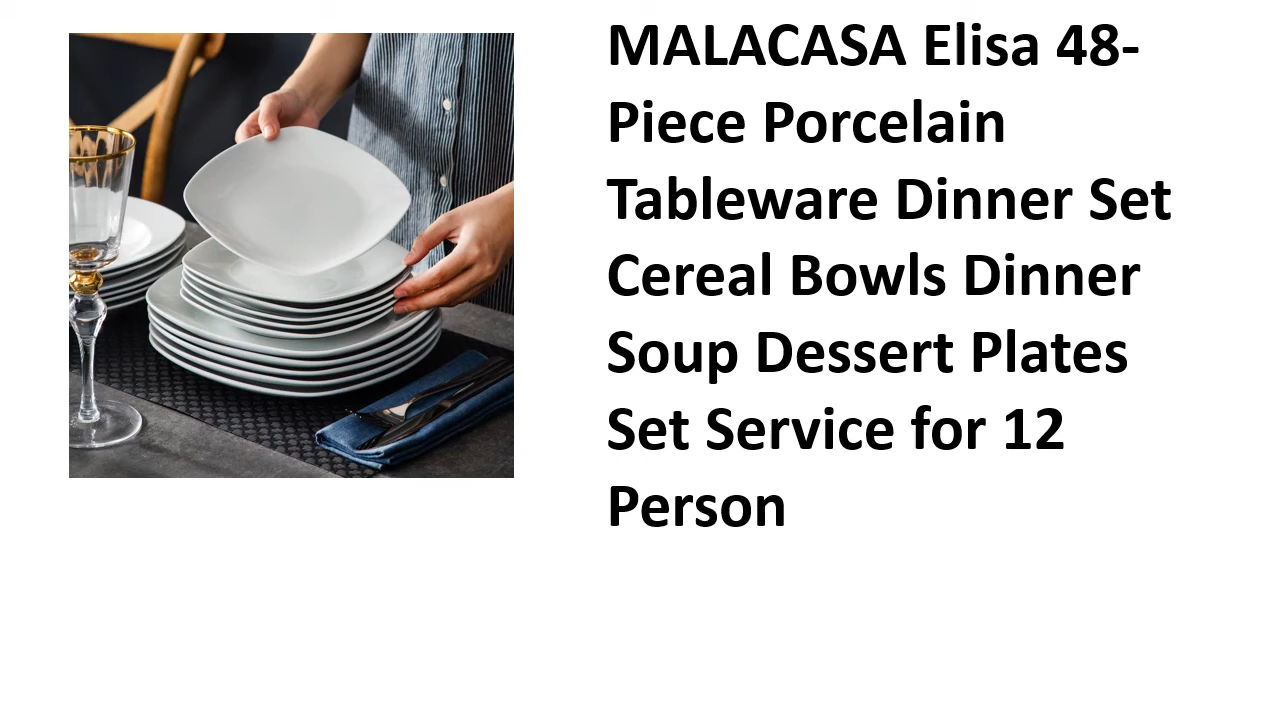 MALACASA Elisa 48-
Piece Porcelain
Tableware Dinner Set
Cereal Bowls Dinner
Soup Dessert Plates
Set Service for 12
Person